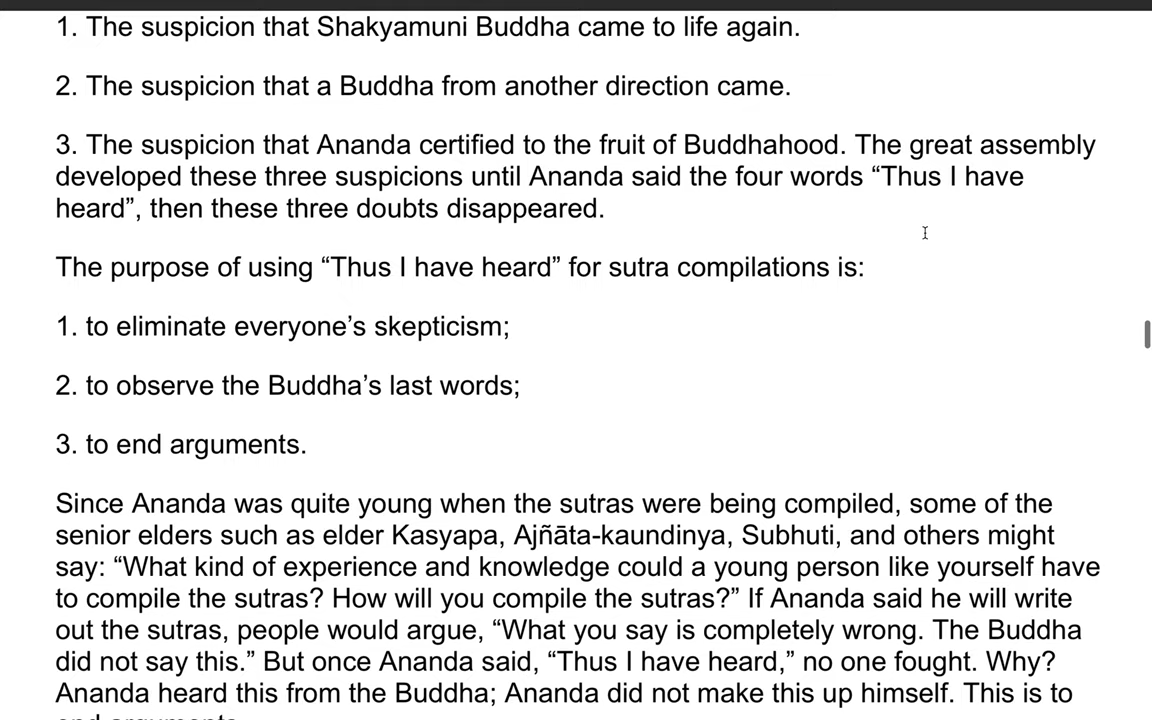 1. The suspicion that Shakyamuni Buddha came to life again.
2. The suspicion that a Buddha from another direction came.
3. The suspicion that Ananda certified to the fruit of Buddhahood. The great assembly
developed these three suspicions until Ananda said the four words “Thus I have
heard”, then these three doubts disappeared.
The purpose of using “Thus I have heard” for sutra compilations is:
1. to eliminate everyone’s skepticism;
2. to observe the Buddha’s last words;
3. to end arguments.
Since Ananda was quite young when the sutras were being compiled, some of the
senior elders such as elder Kasyapa, Ajñāta-kaundinya, Subhuti, and others might
say: “What kind of experience and knowledge could a young person like yourself have
to compile the sutras? How will you compile the sutras?” If Ananda said he will write
out the sutras, people would argue, “What you say is completely wrong. The Buddha
did not say this.” But once Ananda said, “Thus I have heard,” no one fought. Why?
Ananda heard this from the Buddha; Ananda did not make this up himself. This is to